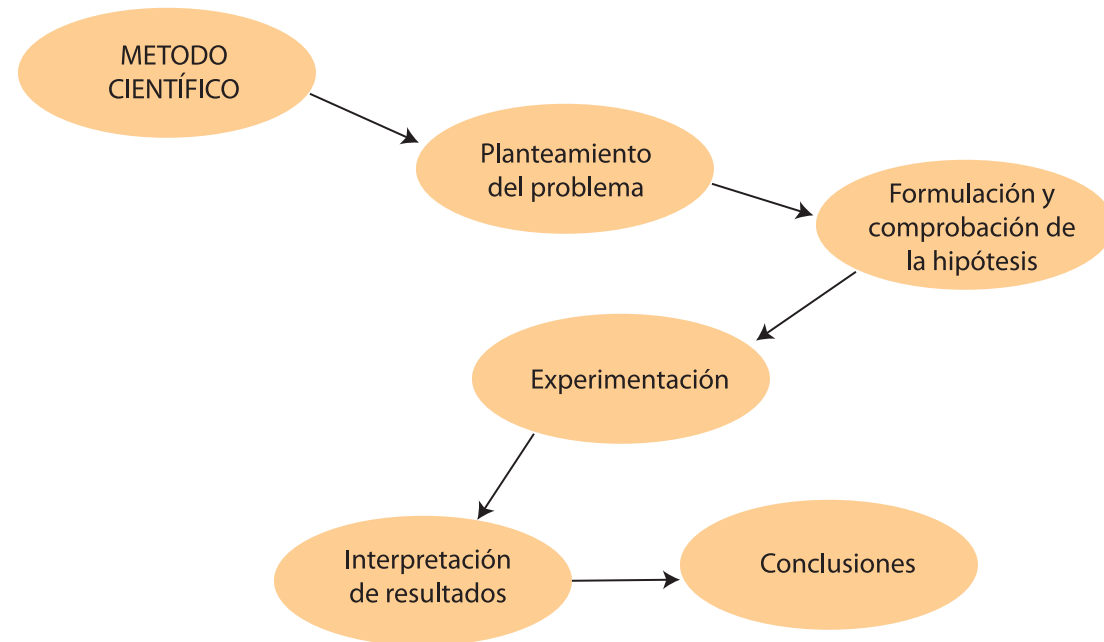 METODO
CIENTÍFICO
Planteamiento
del problema
Formulación y
comprobación de
la hipótesis
Experimentación
Interpretación
de resultados
Conclusiones